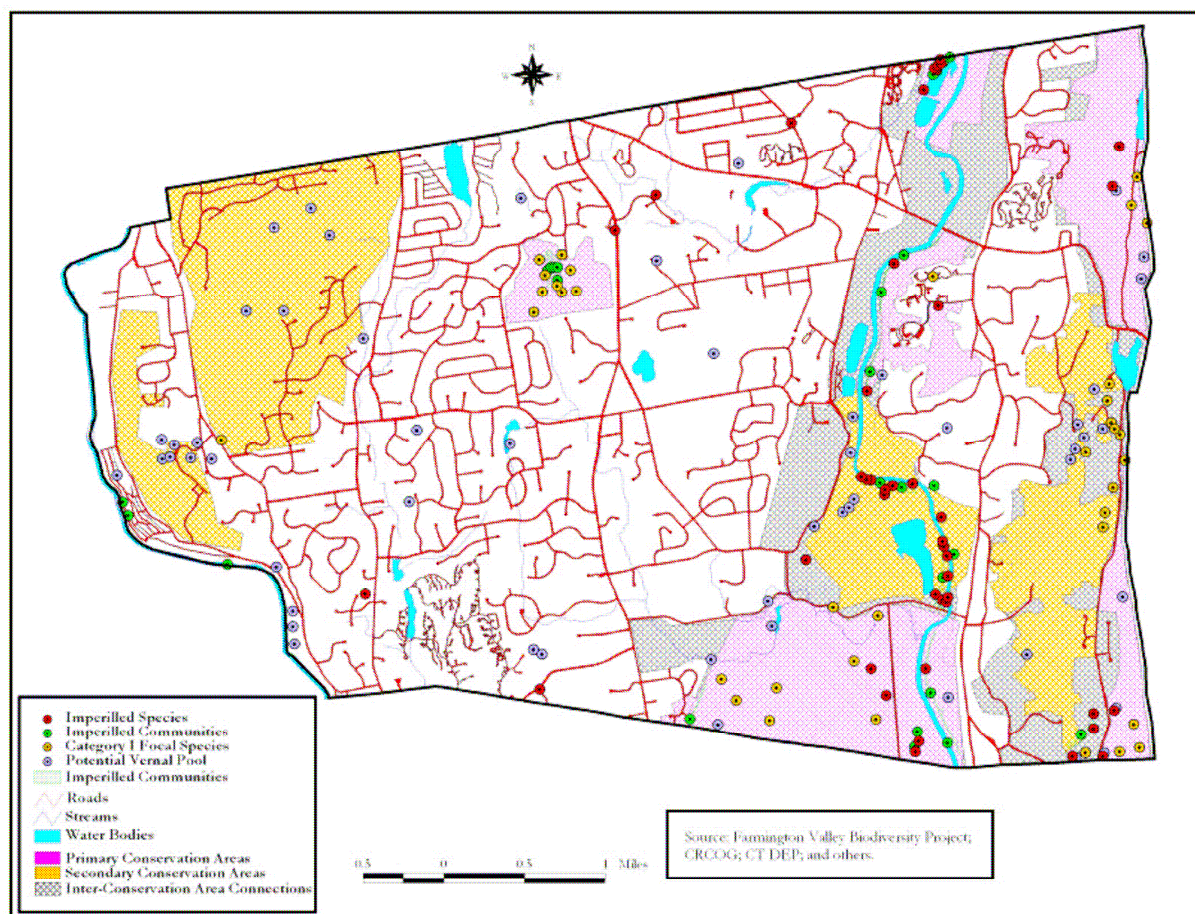 N
W E
S
Imperilled Species
Imperilled Communities
Category I Focal Species
Potential Vernal Pool
Imperilled Communities
Roads
Streams
Water Bodies
Primary Conservation Areas
Secondary Conservation Areas
Inter-Conservation Area Connections
0.5 0 0.5 1 Miles
Source: Farmington Valley Biodiversity Project;
CRCOG; CT DEP; and others.